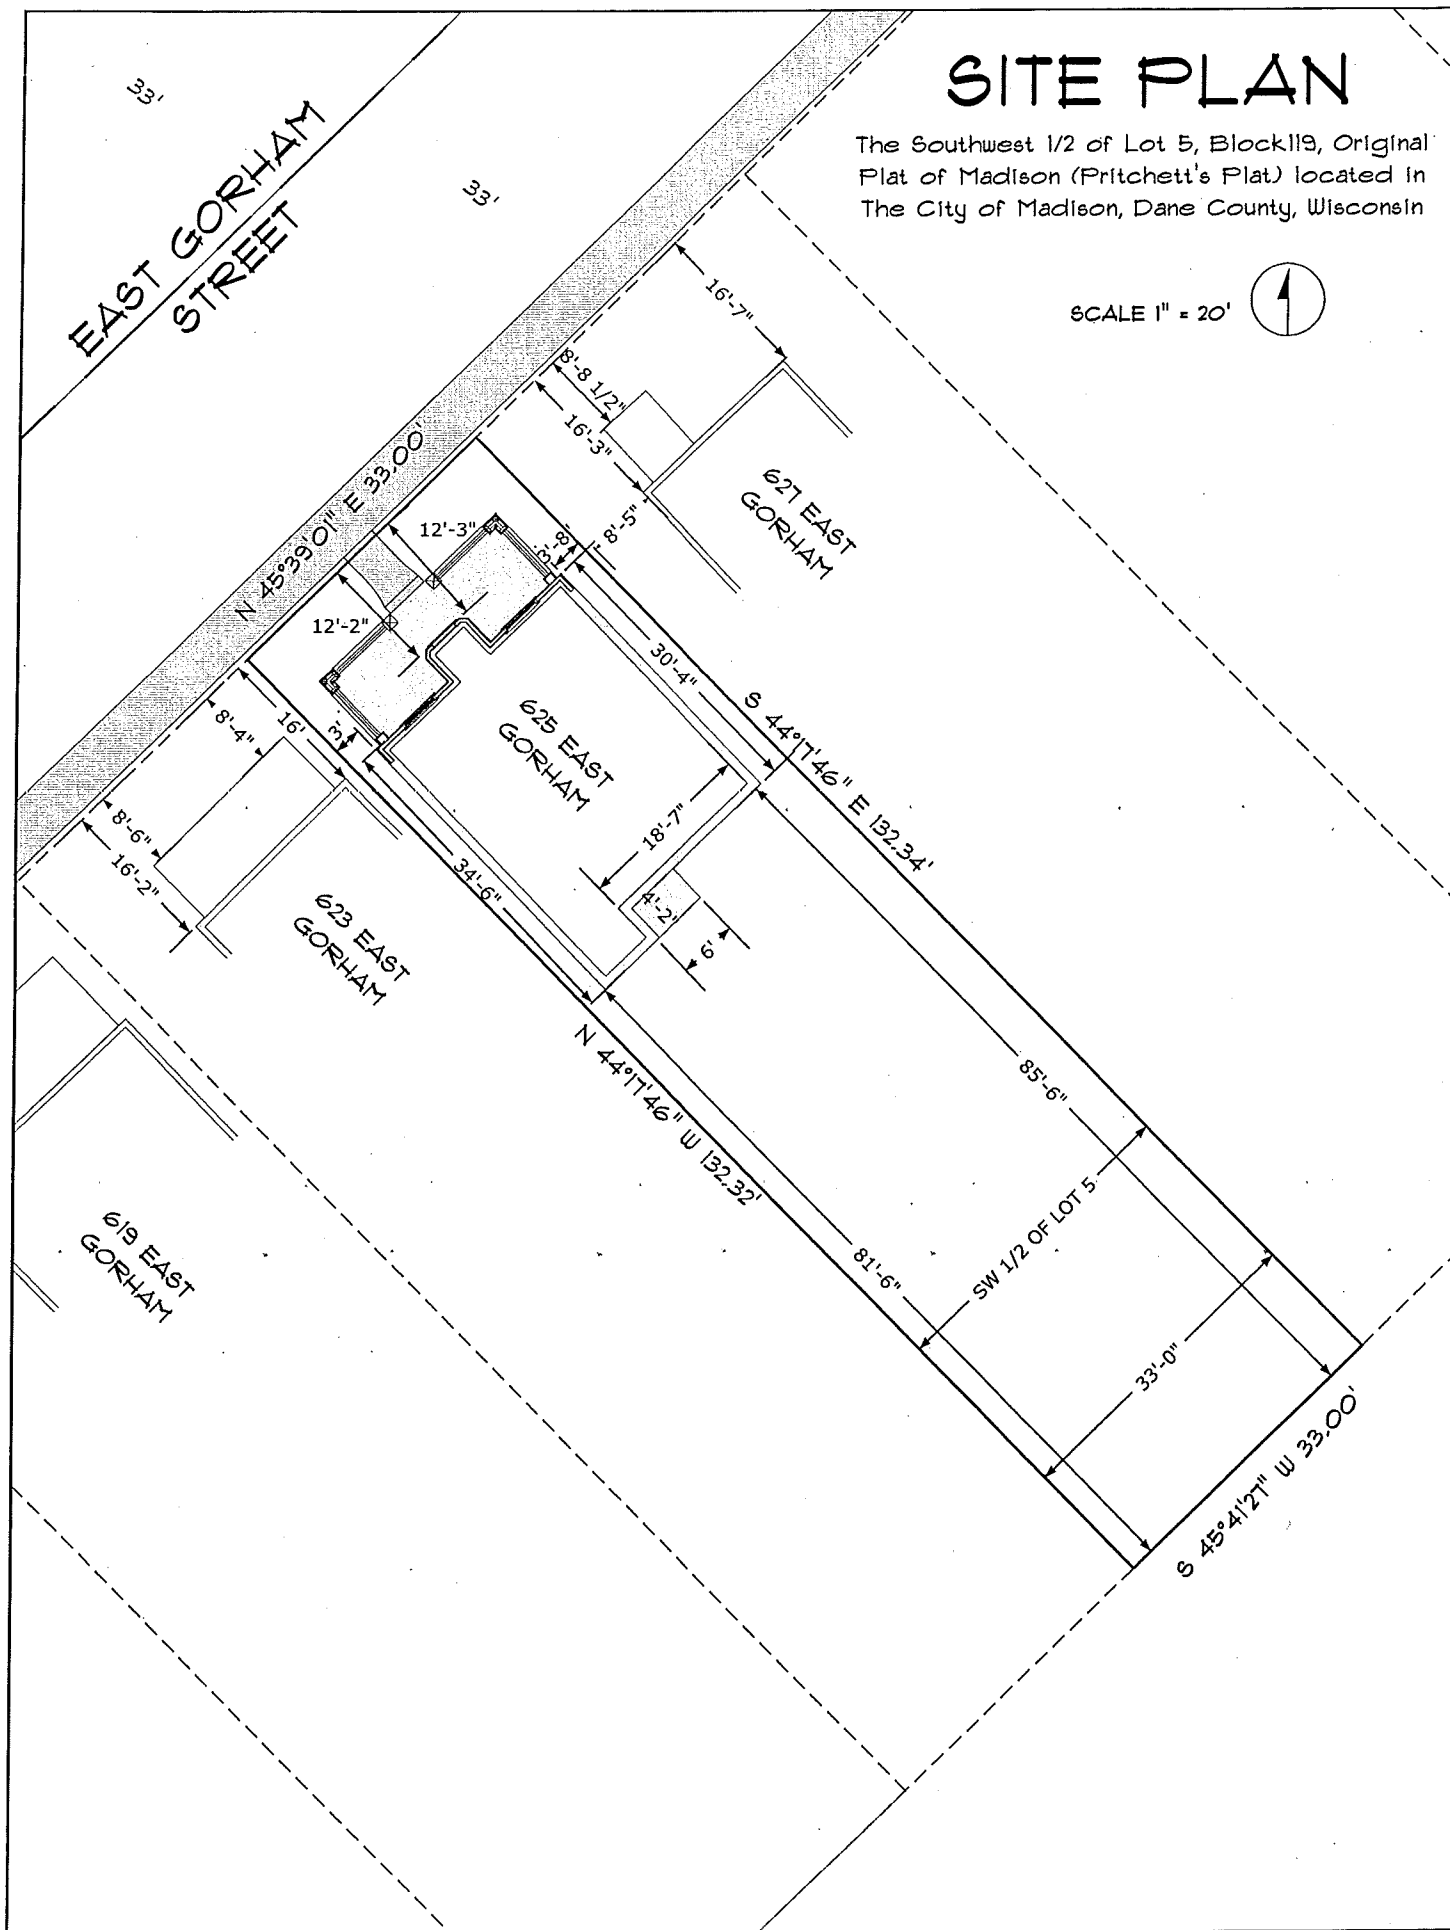 SITE PLAN
The Southwest 1/2 of Lot 5, Block119, Original
Plat of Madison (Pritchett's Plat) located in
The City of Madison, Dane County, Wisconsin
SCALE 1" = 20'
33'
EAST GORHAM
STREET
33'
16'-7"
8'-8 1/2"
16'-3"
8'-5"
627 EAST
GORHAM
N 45°39'01" E 33.00'
12'-3"
12'-2"
30'-4"
S 44°17'46" E 132.34'
625 EAST
GORHAM
18'-7"
34'-6"
4'-2"
6'
16'
8'-4"
8'-6"
16'-2"
623 EAST
GORHAM
N 44°17'46" W 132.32'
85'-6"
81'-6"
SW 1/2 OF LOT 5
33'-0"
S 45°41'27" W 33.00'
619 EAST
GORHAM